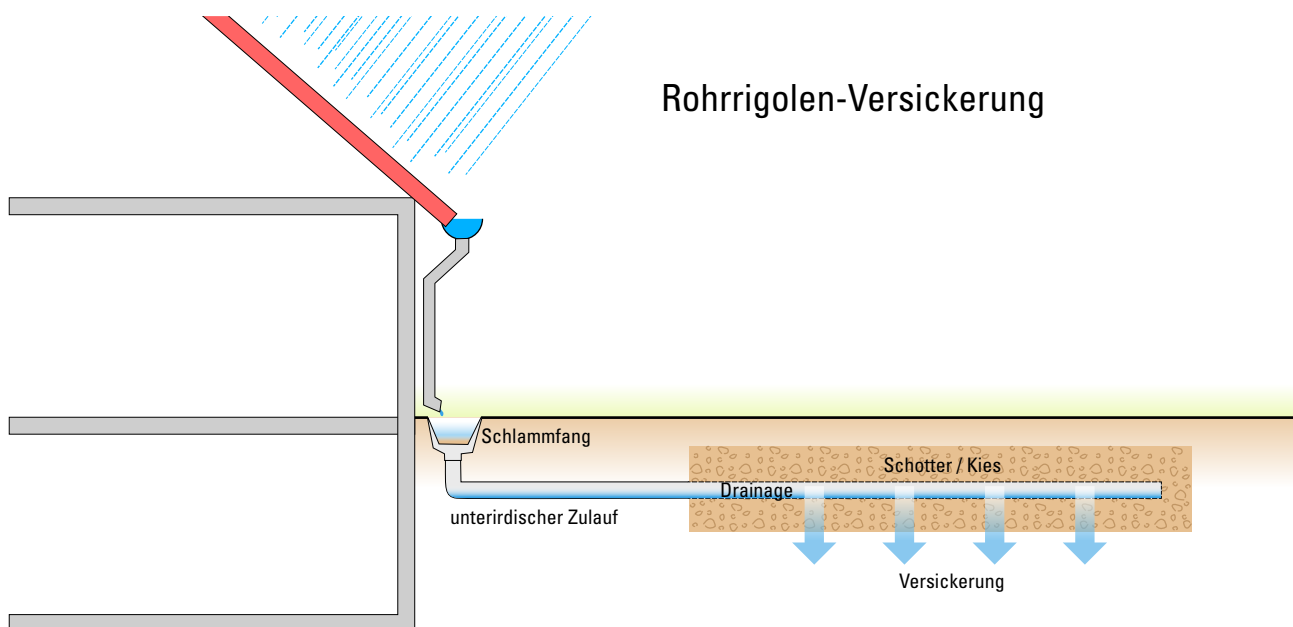 Rohrrigolen-Versickerung
Schlammfang
Schotter / Kies
Drainage
unterirdischer Zulauf
Versickerung